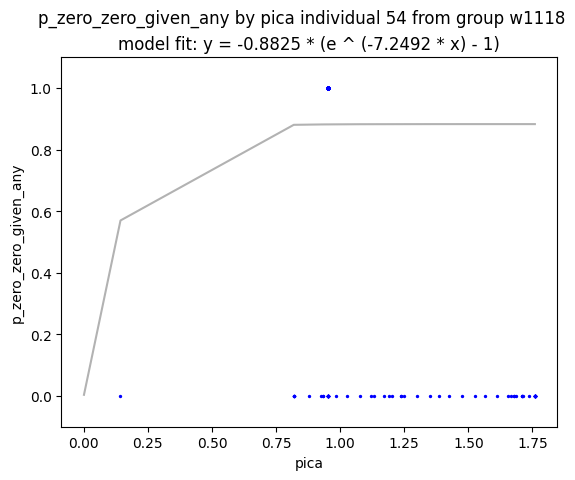 p_zero_zero_given_any by pica individual 54 from group w1118
model fit: y = -0.8825 * (e ^ (-7.2492 * x) - 1)
1.0
0.8
0.6
0.4
0.2
0.0
p_zero_zero_given_any
0.00 0.25 0.50 0.75 1.00 1.25 1.50 1.75
pica